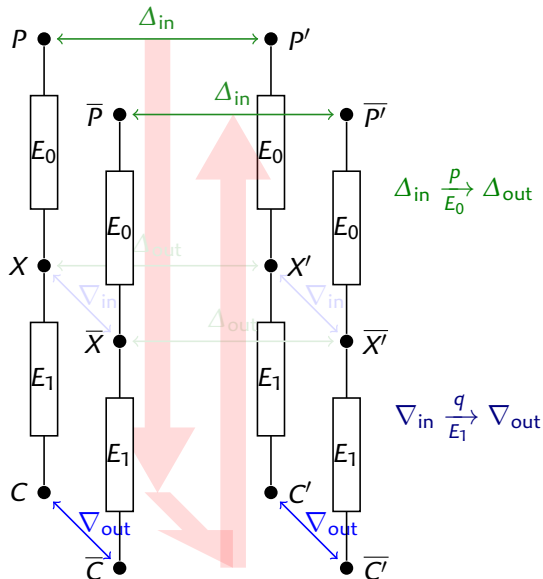 P Δin P′
P̅ Δin P̅′
E0 E0
E0 E0
Δin p→E0 Δout
X Δout X′
∇in ∇in
X̅ Δout X̅′
E1 E1
∇in q→E1 ∇out
E1 E1
C C′
∇out ∇out
C̅ C̅′